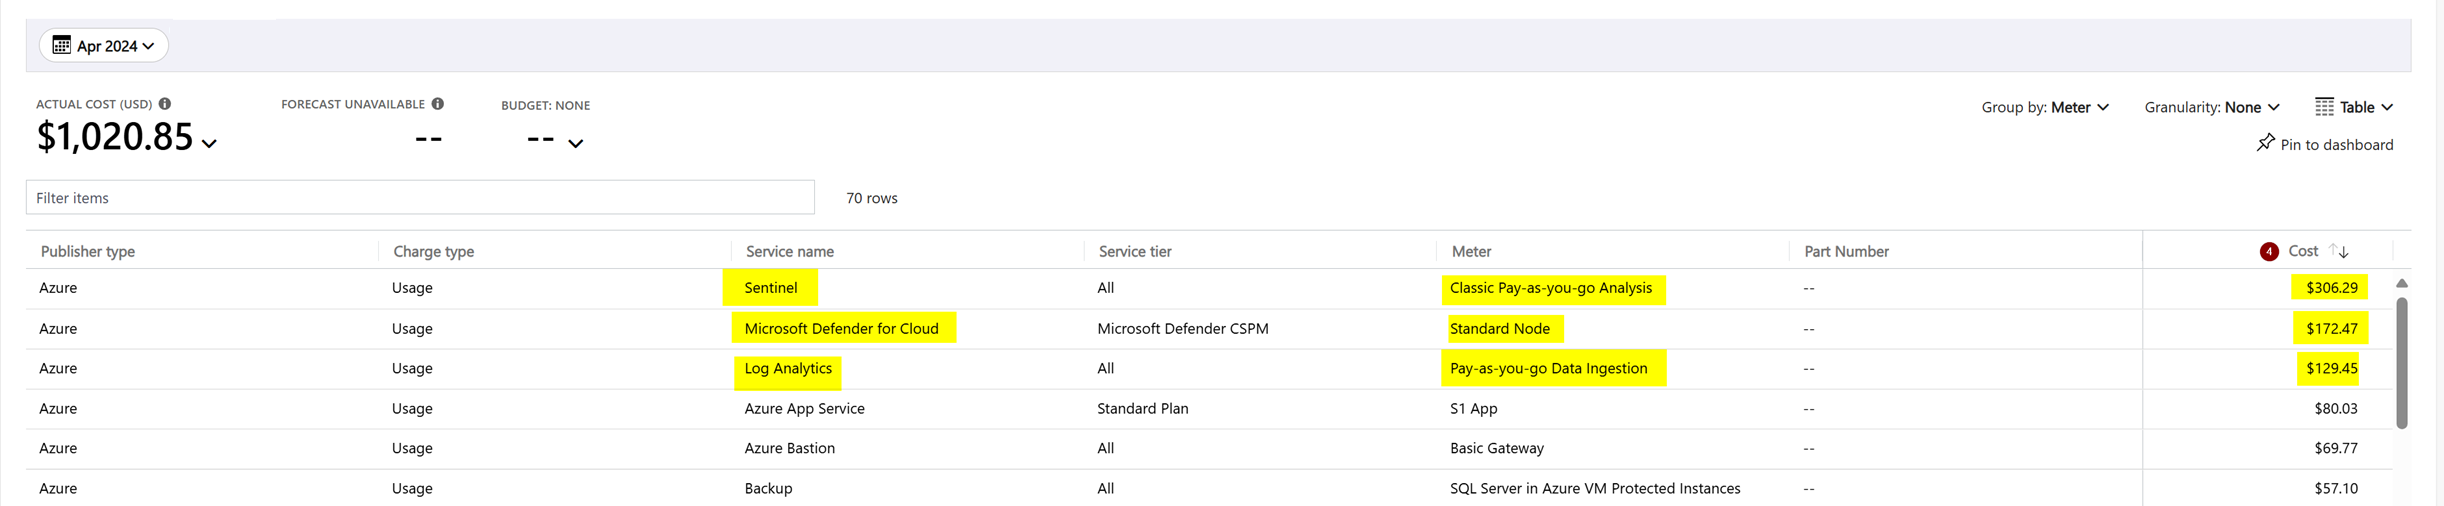 Apr 2024
ACTUAL COST (USD) FORECAST UNAVAILABLE BUDGET: NONE
$1,020.85 -- --
Group by: Meter Granularity: None Table
Pin to dashboard
Filter items 70 rows
Publisher type Charge type Service name Service tier Meter Part Number 4 Cost
Azure Usage Sentinel All Classic Pay-as-you-go Analysis -- $306.29
Azure Usage Microsoft Defender for Cloud Microsoft Defender CSPM Standard Node -- $172.47
Azure Usage Log Analytics All Pay-as-you-go Data Ingestion -- $129.45
Azure Usage Azure App Service Standard Plan S1 App -- $80.03
Azure Usage Azure Bastion All Basic Gateway -- $69.77
Azure Usage Backup All SQL Server in Azure VM Protected Instances -- $57.10